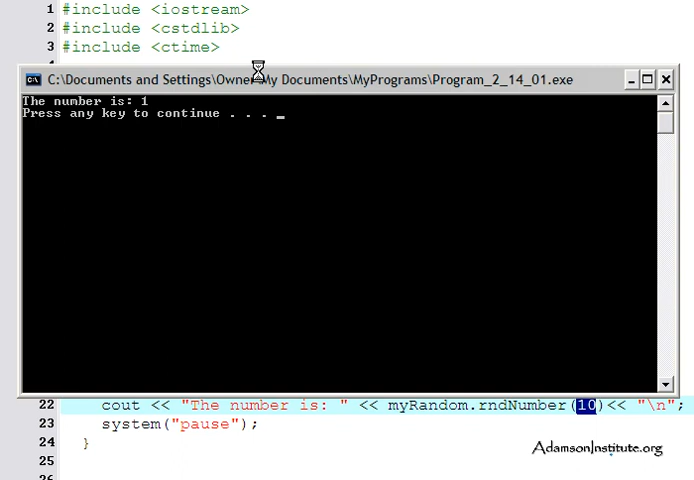 1 #include <iostream>
2 #include <cstdlib>
3 #include <ctime>
C:\Documents and Settings\Owner\My Documents\MyPrograms\Program_2_14_01.exe
The number is: 1
Press any key to continue . . . _
22 cout << "The number is: " << myRandom.rndNumber(10)<< "\n";
23 system("pause");
24 }
25
AdamsonInstitute.org